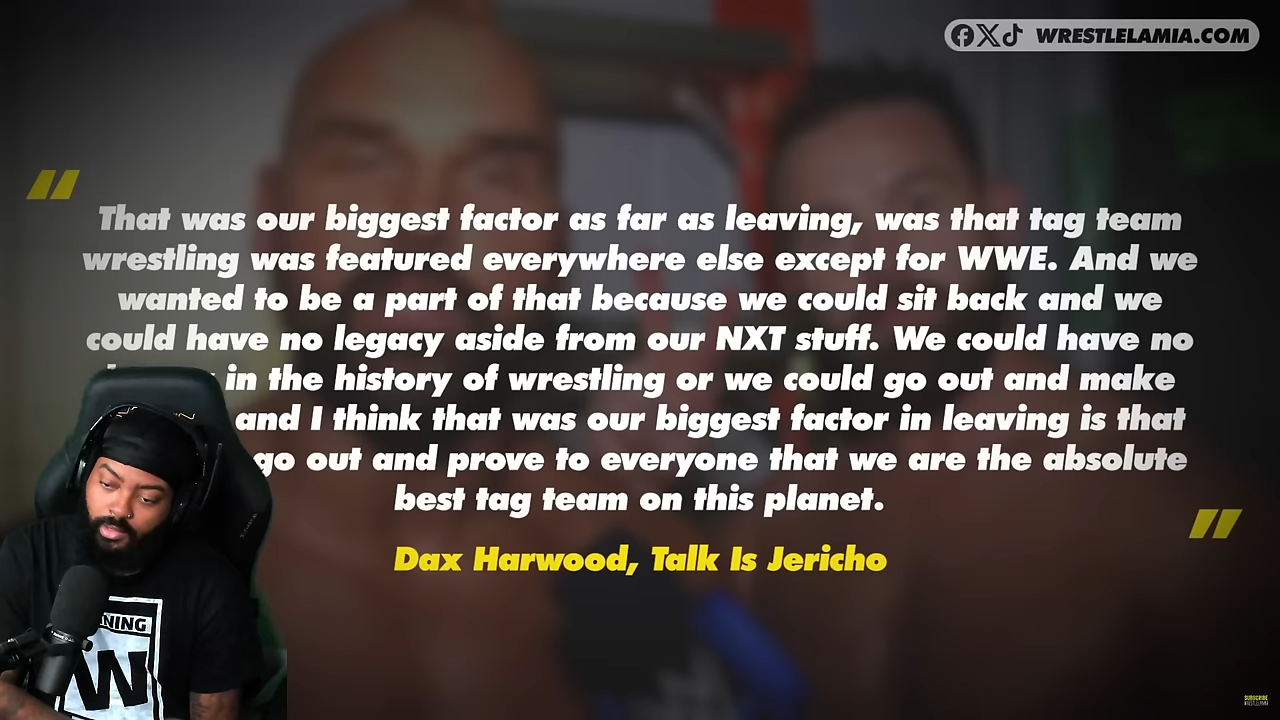 WRESTLELAMIA.COM
"
That was our biggest factor as far as leaving, was that tag team
wrestling was featured everywhere else except for WWE. And we
wanted to be a part of that because we could sit back and we
could have no legacy aside from our NXT stuff. We could have no
in the history of wrestling or we could go out and make
and I think that was our biggest factor in leaving is that
go out and prove to everyone that we are the absolute
best tag team on this planet.
"
Dax Harwood, Talk Is Jericho
NING
W
SUBSCRIBE
WRESTLELAMIA